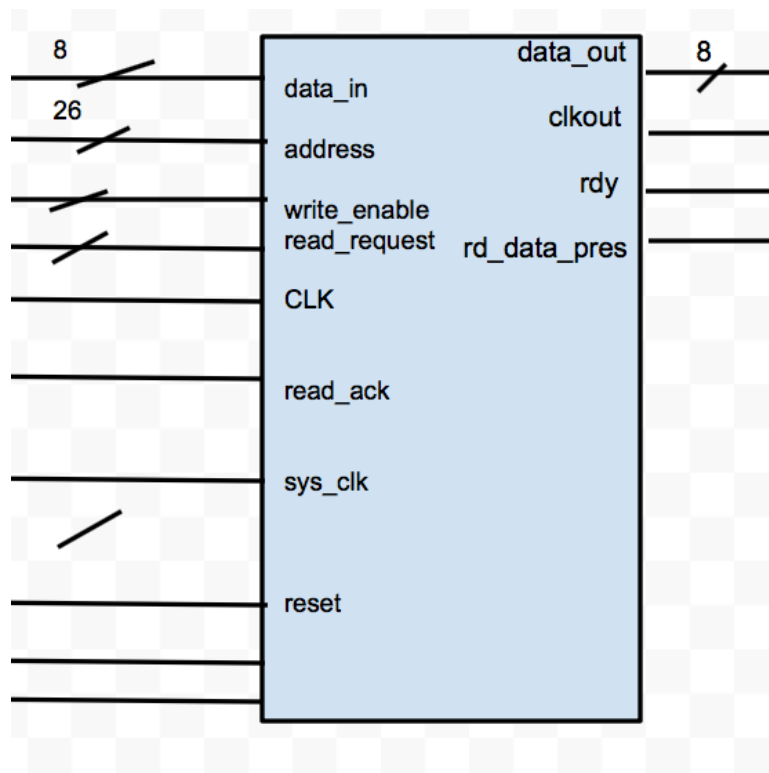 8
data_in
26
address
write_enable
read_request
CLK
read_ack
sys_clk
reset
data_out
8
clkout
rdy
rd_data_pres